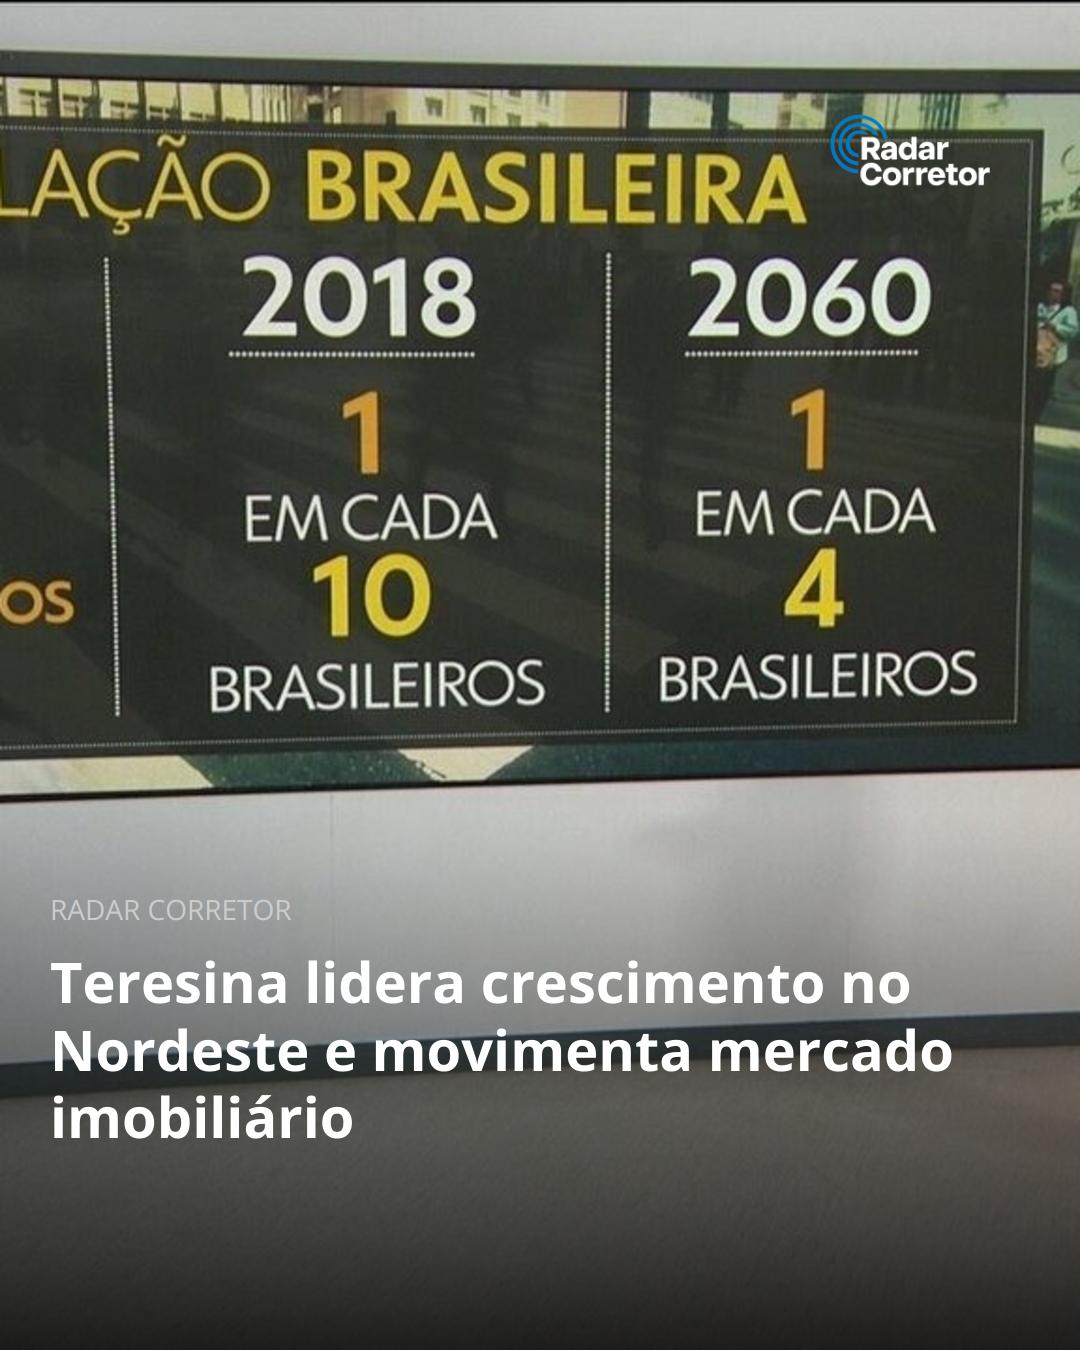 LAÇÃO BRASILEIRA
Radar
Corretor
2018
2060
1
EM CADA
10
BRASILEIROS
1
EM CADA
4
BRASILEIROS
OS
RADAR CORRETOR
Teresina lidera crescimento no
Nordeste e movimenta mercado
imobiliário